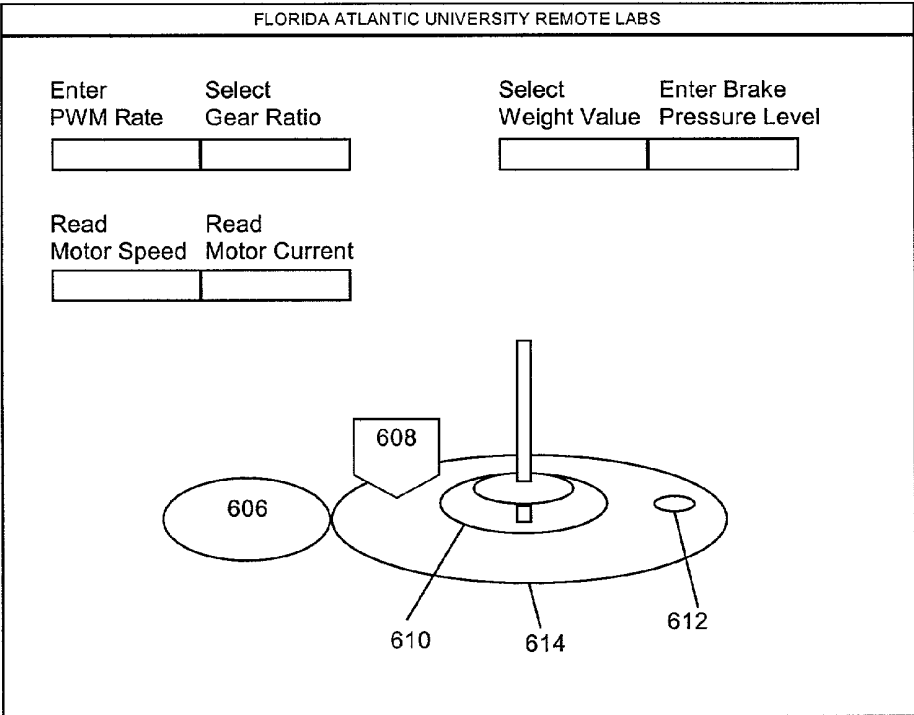 FLORIDA ATLANTIC UNIVERSITY REMOTE LABS
Enter
PWM Rate
Select
Gear Ratio
Select
Weight Value
Enter Brake
Pressure Level
Read
Motor Speed
Read
Motor Current
608
606
610
614
612